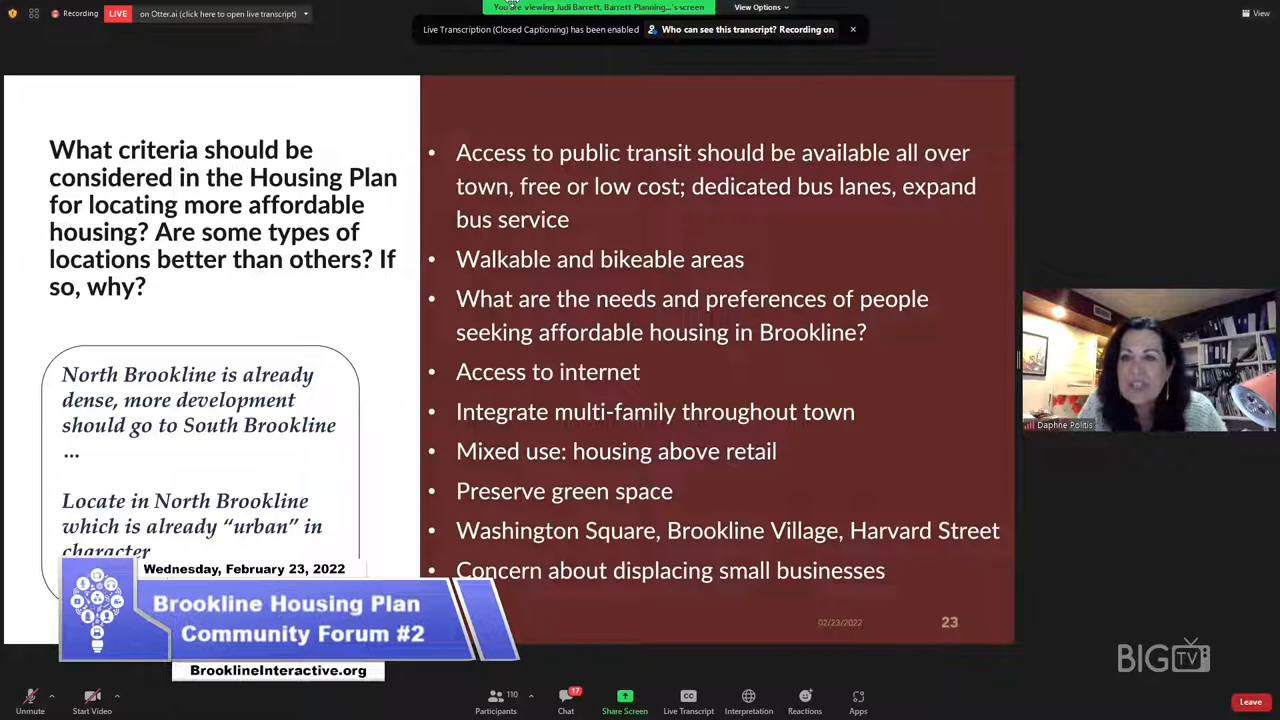 Recording
LIVE
on Otter.ai (click here to open live transcript)
You are viewing Judi Barrett, Barrett Planning...'s screen
View Options
View
Live Transcription (Closed Captioning) has been enabled
Who can see this transcript? Recording on
What criteria should be
considered in the Housing Plan
for locating more affordable
housing? Are some types of
locations better than others? If
so, why?
North Brookline is already
dense, more development
should go to South Brookline
...
Locate in North Brookline
which is already “urban” in
character
• Access to public transit should be available all over
town, free or low cost; dedicated bus lanes, expand
bus service
• Walkable and bikeable areas
• What are the needs and preferences of people
seeking affordable housing in Brookline?
• Access to internet
• Integrate multi-family throughout town
• Mixed use: housing above retail
• Preserve green space
• Washington Square, Brookline Village, Harvard Street
• Concern about displacing small businesses
02/23/2022
23
Daphne Politis
Wednesday, February 23, 2022
Brookline Housing Plan
Community Forum #2
BrooklineInteractive.org
BIG TV
Unmute
Start Video
110
Participants
17
Chat
Share Screen
CC
Live Transcript
Interpretation
Reactions
Apps
Leave